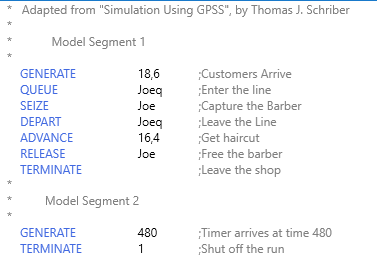 * Adapted from "Simulation Using GPSS", by Thomas J. Schriber
*
* Model Segment 1
*
GENERATE 18,6 ;Customers Arrive
QUEUE Joeq ;Enter the line
SEIZE Joe ;Capture the Barber
DEPART Joeq ;Leave the Line
ADVANCE 16,4 ;Get haircut
RELEASE Joe ;Free the barber
TERMINATE ;Leave the shop
*
* Model Segment 2
*
GENERATE 480 ;Timer arrives at time 480
TERMINATE 1 ;Shut off the run